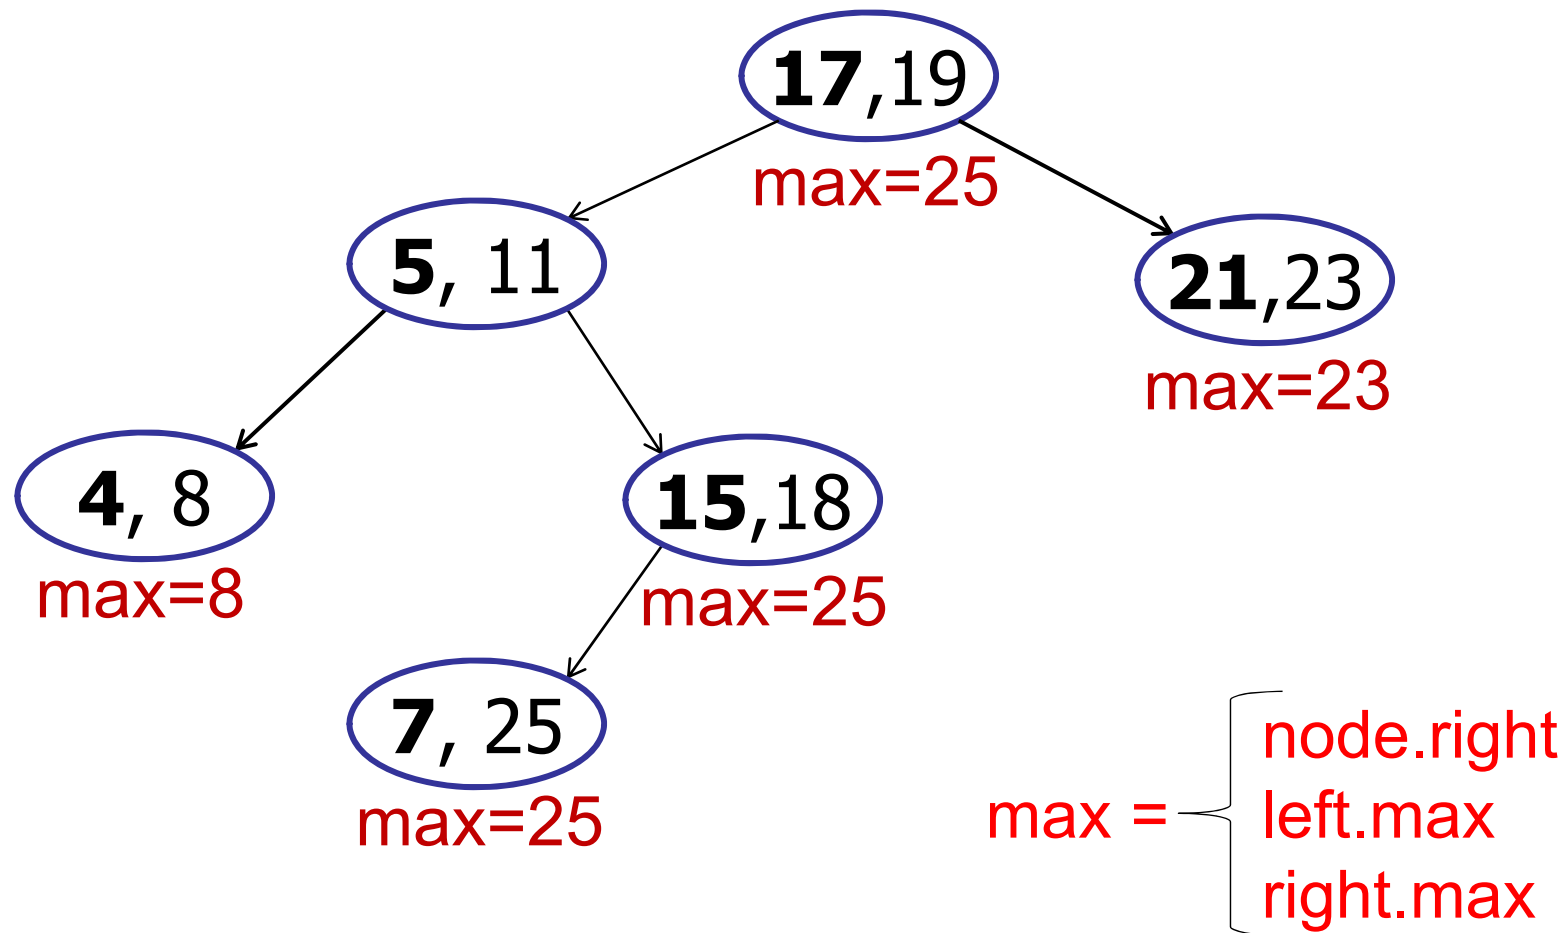 17,19
max=25
5, 11
21,23
max=23
4, 8
max=8
15,18
max=25
7, 25
max=25
max =
node.right
left.max
right.max